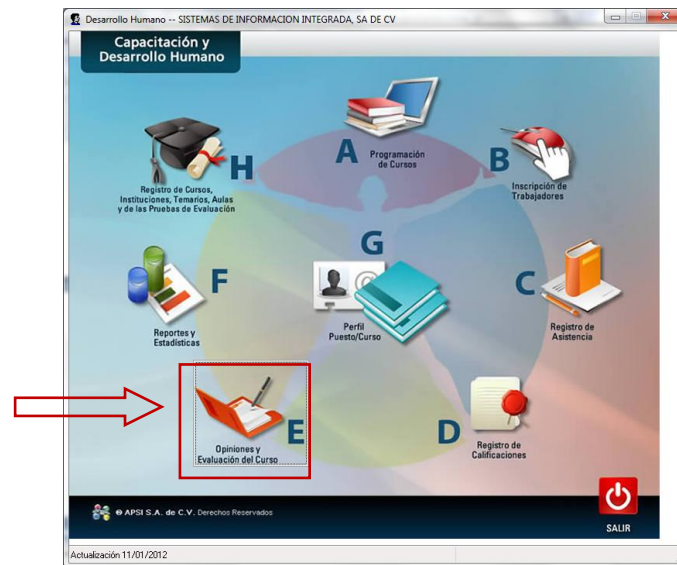 Desarrollo Humano -- SISTEMAS DE INFORMACION INTEGRADA, SA DE CV
Capacitación y
Desarrollo Humano
A
Programación
de Cursos
B
Inscripción de
Trabajadores
H
Registro de Cursos,
Instituciones, Temarios, Aulas
y de las Pruebas de Evaluación
G
@
Perfil
Puesto/Curso
F
Reportes y
Estadísticas
C
Registro de
Asistencia
E
Opiniones y
Evaluación del Curso
D
Registro de
Calificaciones
© APSI S.A. de C.V. Derechos Reservados
SALIR
Actualización 11/01/2012